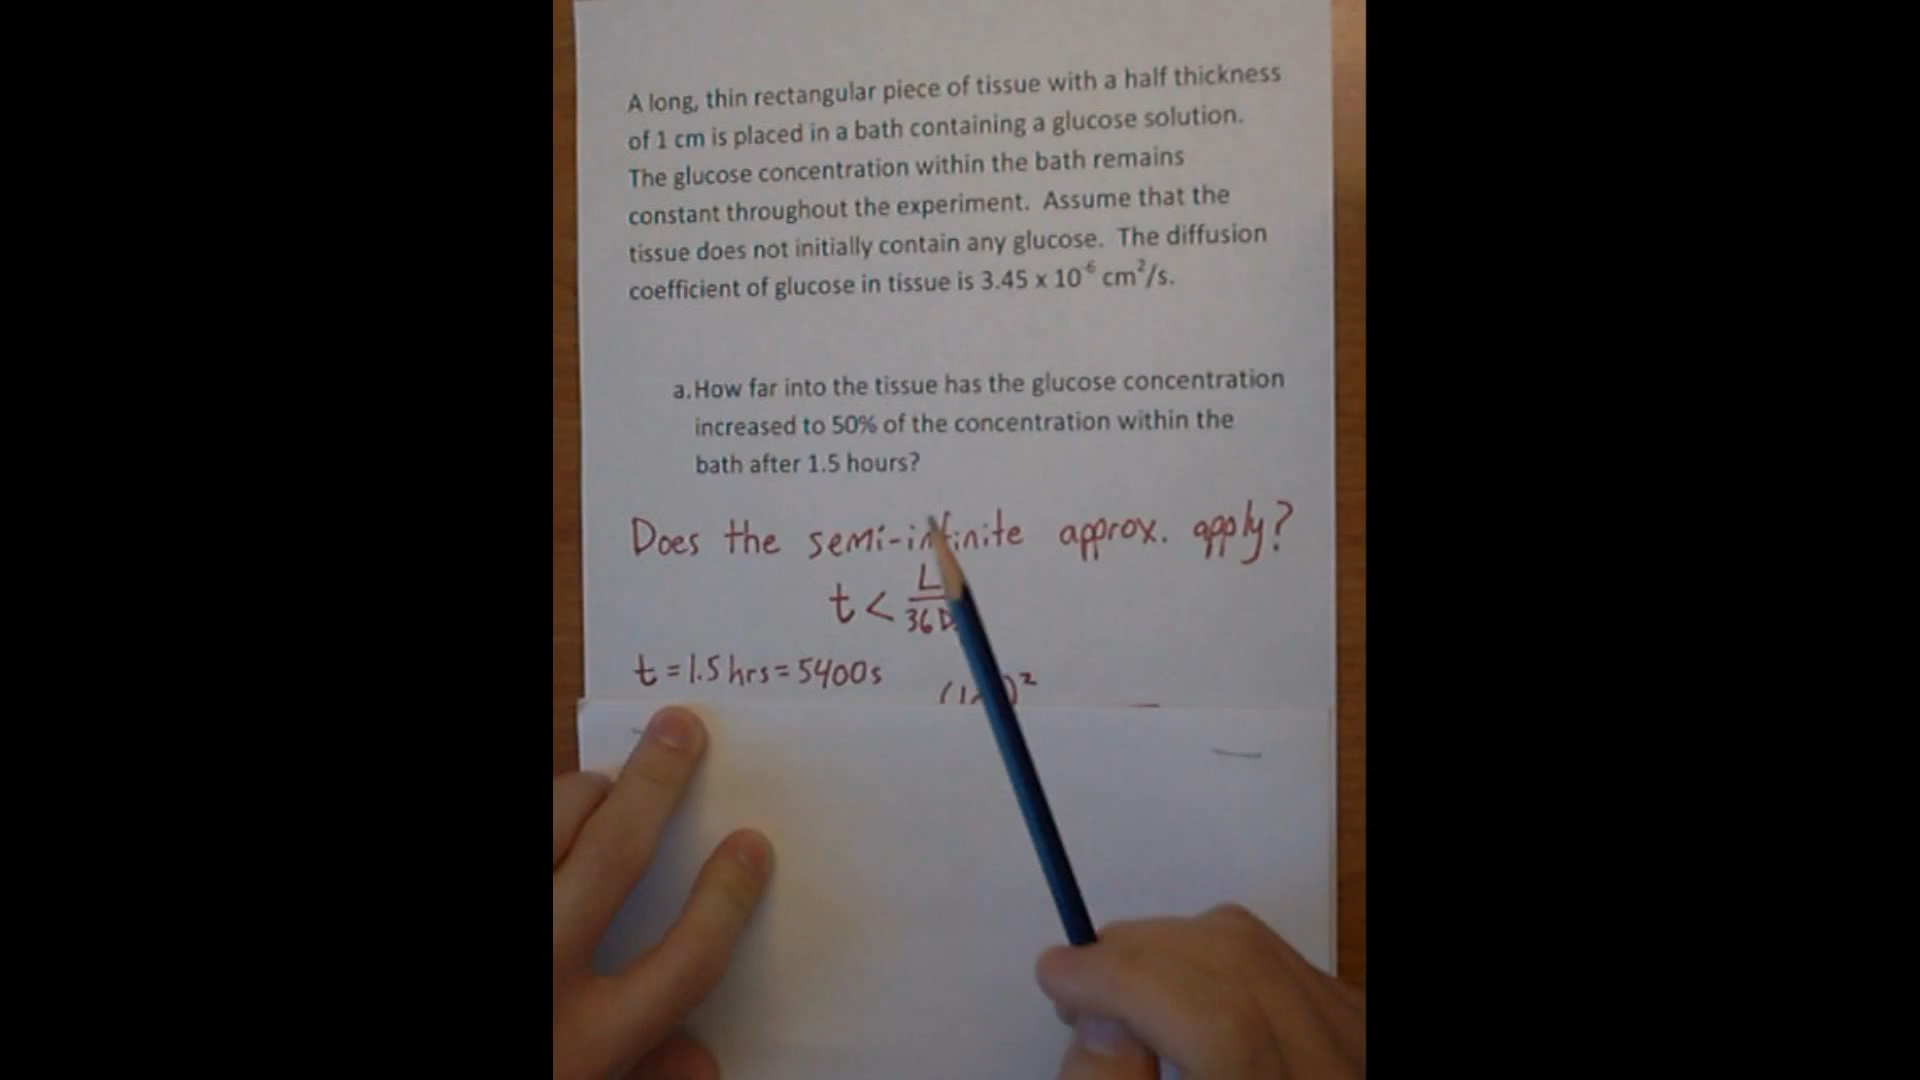 A long, thin rectangular piece of tissue with a half thickness
of 1 cm is placed in a bath containing a glucose solution.
The glucose concentration within the bath remains
constant throughout the experiment. Assume that the
tissue does not initially contain any glucose. The diffusion
coefficient of glucose in tissue is 3.45 x 10⁻⁶ cm²/s.
a. How far into the tissue has the glucose concentration
increased to 50% of the concentration within the
bath after 1.5 hours?
Does the semi-infinite approx. apply?
t < L
36D
t = 1.5 hrs = 5400s
)²